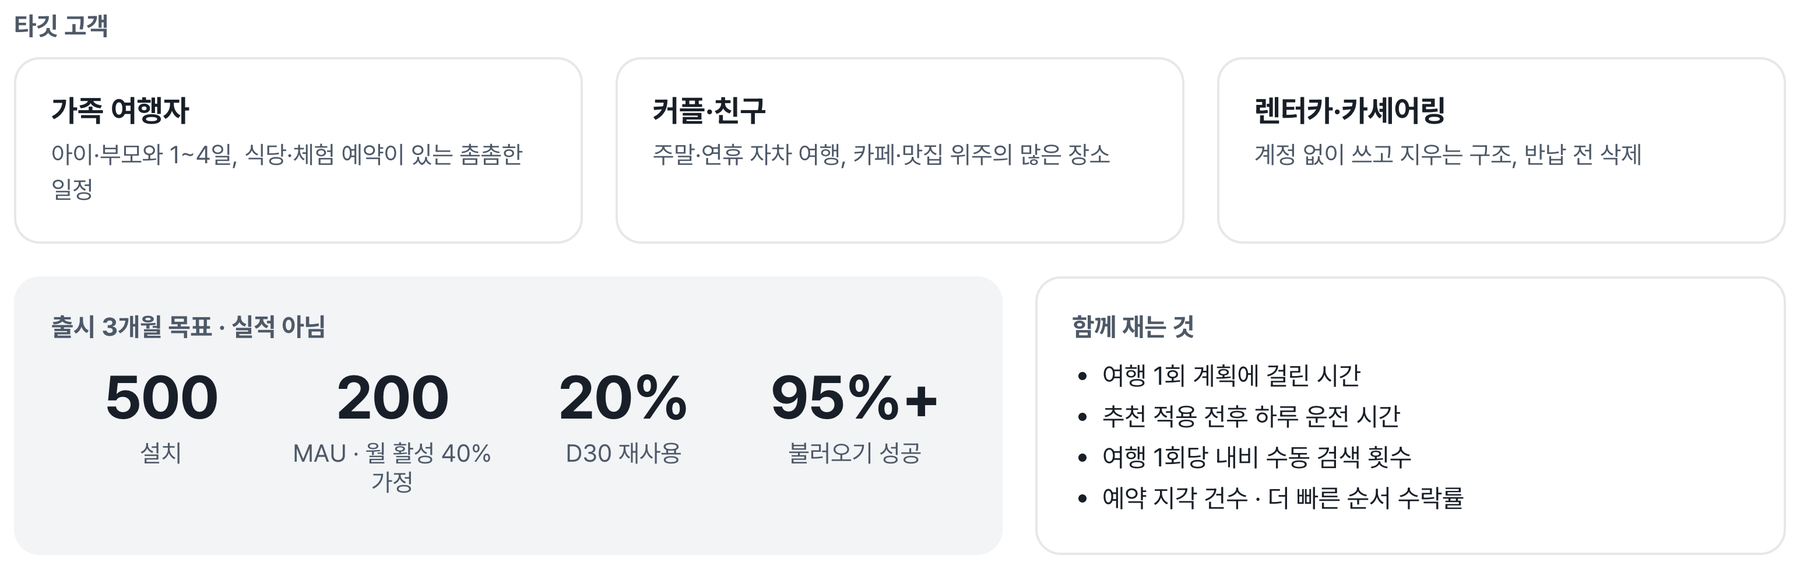 타깃 고객
가족 여행자
아이·부모와 1~4일, 식당·체험 예약이 있는 촘촘한
일정
커플·친구
주말·연휴 자차 여행, 카페·맛집 위주의 많은 장소
렌터카·카셰어링
계정 없이 쓰고 지우는 구조, 반납 전 삭제
출시 3개월 목표 · 실적 아님
500
설치
200
MAU · 월 활성 40%
가정
20%
D30 재사용
95%+
불러오기 성공
함께 재는 것
• 여행 1회 계획에 걸린 시간
• 추천 적용 전후 하루 운전 시간
• 여행 1회당 내비 수동 검색 횟수
• 예약 지각 건수 · 더 빠른 순서 수락률